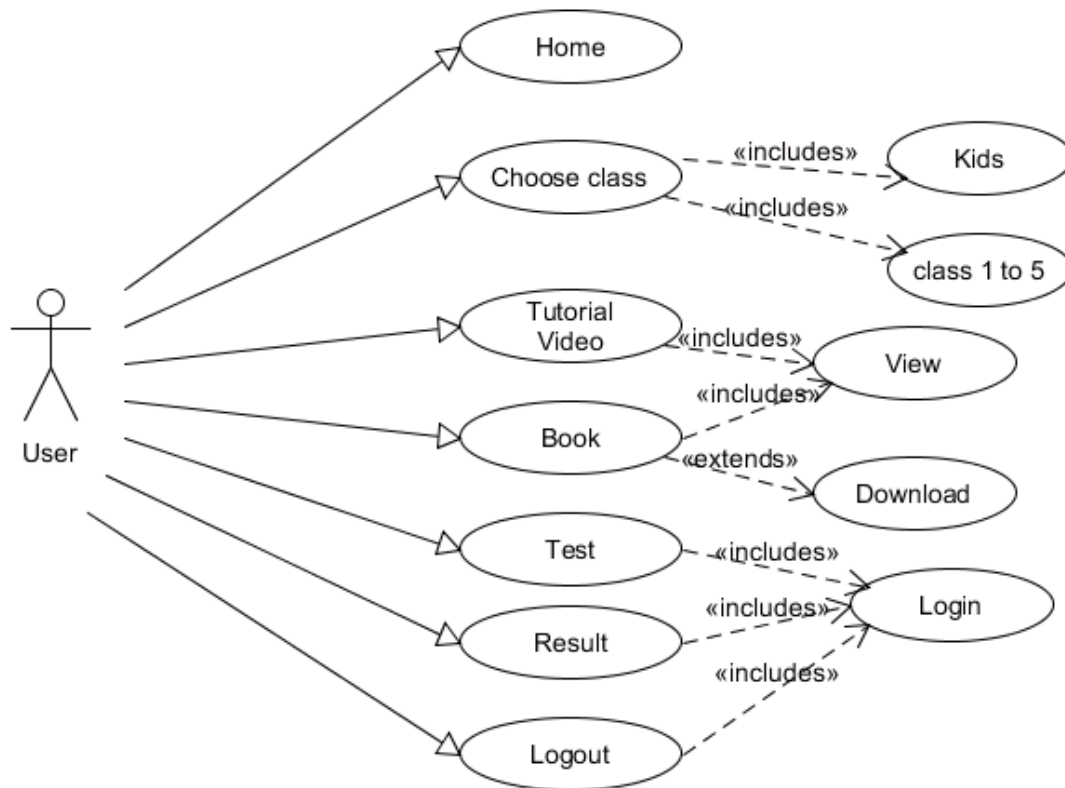 Home
«includes»
Kids
Choose class
«includes»
class 1 to 5
Tutorial
Video
«includes»
View
«includes»
Book
«extends»
Download
User
Test
«includes»
Login
«includes»
Result
«includes»
Logout